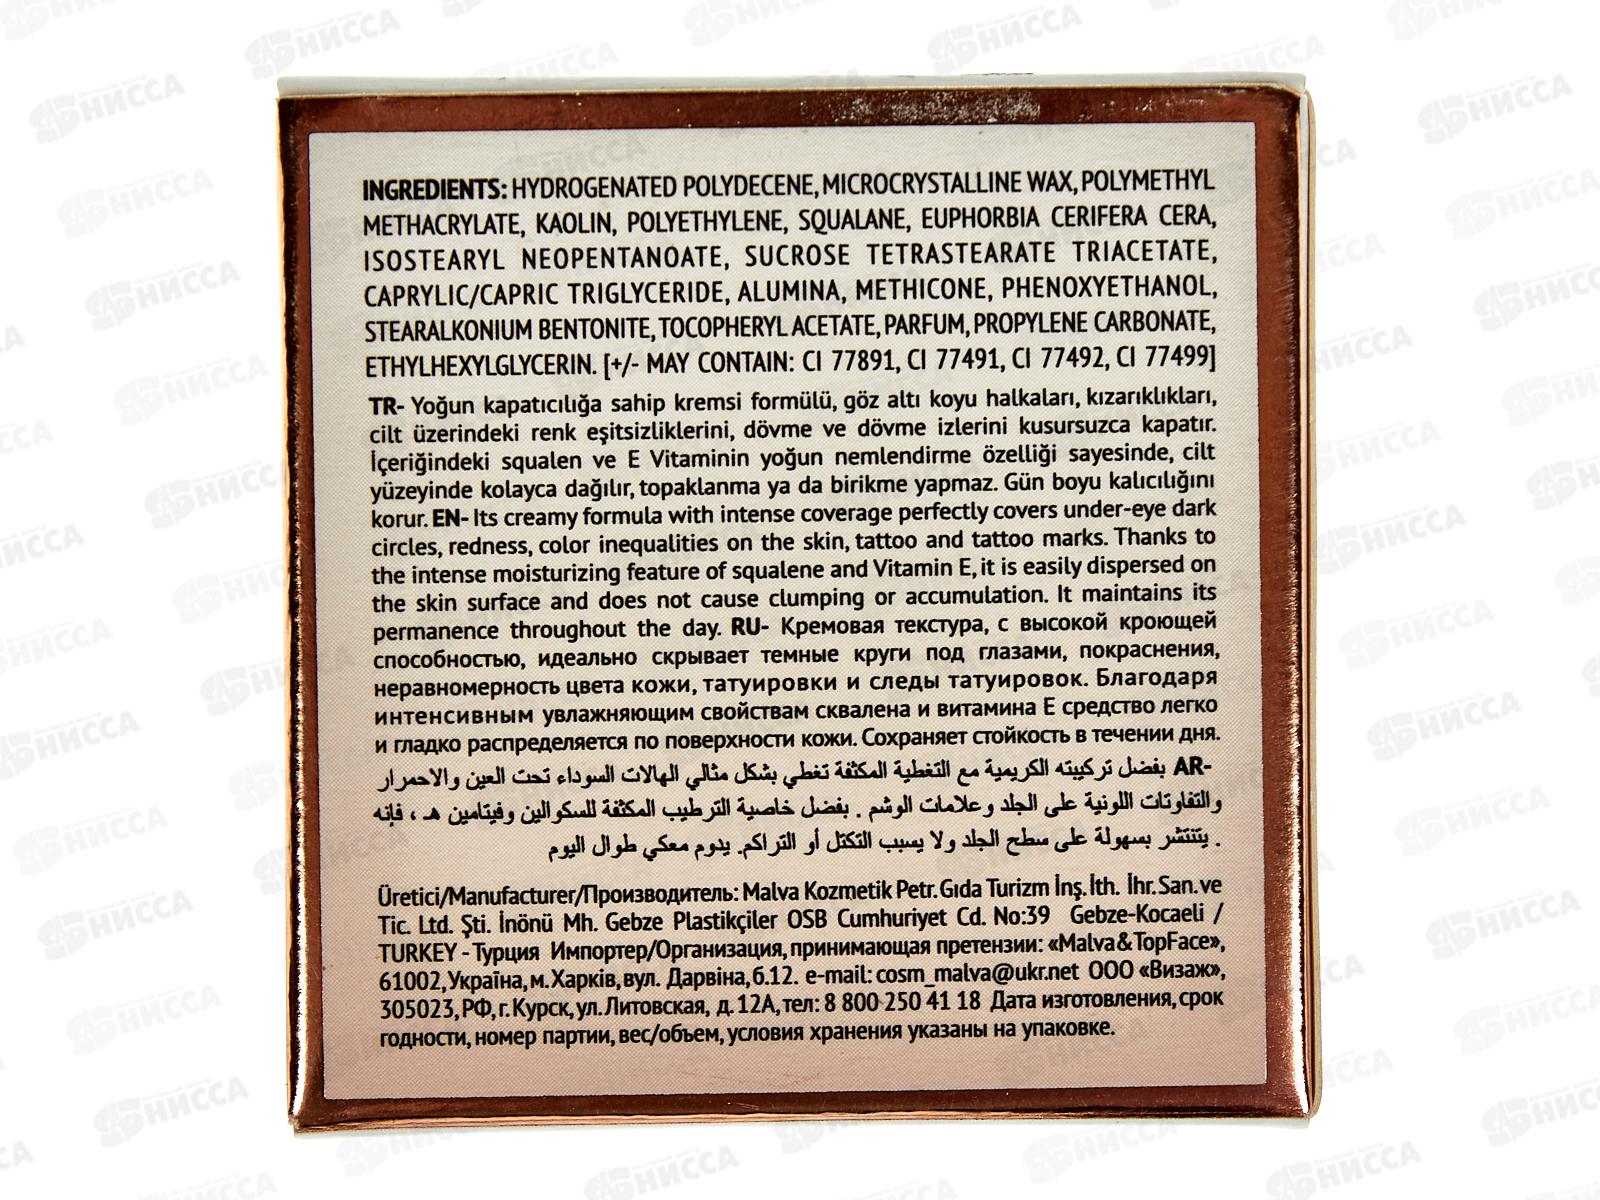 INGREDIENTS: HYDROGENATED POLYDECENE, MICROCRYSTALLINE WAX, POLYMETHYL
METHACRYLATE, KAOLIN, POLYETHYLENE, SQUALANE, EUPHORBIA CERIFERA CERA,
ISOSTEARYL NEOPENTANOATE, SUCROSE TETRASTEARATE TRIACETATE,
CAPRYLIC/CAPRIC TRIGLYCERIDE, ALUMINA, METHICONE, PHENOXYETHANOL,
STEARALKONIUM BENTONITE, TOCOPHERYL ACETATE, PARFUM, PROPYLENE CARBONATE,
ETHYLHEXYLGLYCERIN. [+/- MAY CONTAIN: CI 77891, CI 77491, CI 77492, CI 77499]
TR- Yoğun kapatıcılığa sahip kremsi formülü, göz altı koyu halkaları, kızarıklıkları,
cilt üzerindeki renk eşitsizliklerini, dövme ve dövme izlerini kusursuzca kapatır.
İçeriğindeki squalen ve E Vitaminin yoğun nemlendirme özelliği sayesinde, cilt
yüzeyinde kolayca dağılır, topaklanma ya da birikme yapmaz. Gün boyu kalıcılığını
korur. EN- Its creamy formula with intense coverage perfectly covers under-eye dark
circles, redness, color inequalities on the skin, tattoo and tattoo marks. Thanks to
the intense moisturizing feature of squalene and Vitamin E, it is easily dispersed on
the skin surface and does not cause clumping or accumulation. It maintains its
permanence throughout the day. RU- Кремовая текстура, с высокой кроющей
способностью, идеально скрывает темные круги под глазами, покраснения,
неравномерность цвета кожи, татуировки и следы татуировок. Благодаря
интенсивным увлажняющим свойствам сквалена и витамина Е средство легко
и гладко распределяется по поверхности кожи. Сохраняет стойкость в течении дня.
AR- بفضل تركيبته الكريمية مع التغطية المكثفة تغطي بشكل مثالي الهالات السوداء تحت العين والاحمرار
والتفاوتات اللونية على الجلد وعلامات الوشم . بفضل خاصية الترطيب المكثفة للسكوالين وفيتامين هـ ، فإنه
. يتنتشر بسهولة على سطح الجلد ولا يسبب التكتل أو التراكم. يدوم معكي طوال اليوم
Üretici/Manufacturer/Производитель: Malva Kozmetik Petr. Gıda Turizm İnş. İth. İhr. San. ve
Tic. Ltd. Şti. İnönü Mh. Gebze Plastikçiler OSB Cumhuriyet Cd. No:39 Gebze-Kocaeli /
TURKEY - Турция Импортер/Организация, принимающая претензии: «Malva&TopFace»,
61002, Україна, м. Харків, вул. Дарвіна, б.12. e-mail: cosm_malva@ukr.net ООО «Визаж»,
305023, РФ, г. Курск, ул. Литовская, д. 12А, тел: 8 800 250 41 18 Дата изготовления, срок
годности, номер партии, вес/объем, условия хранения указаны на упаковке.